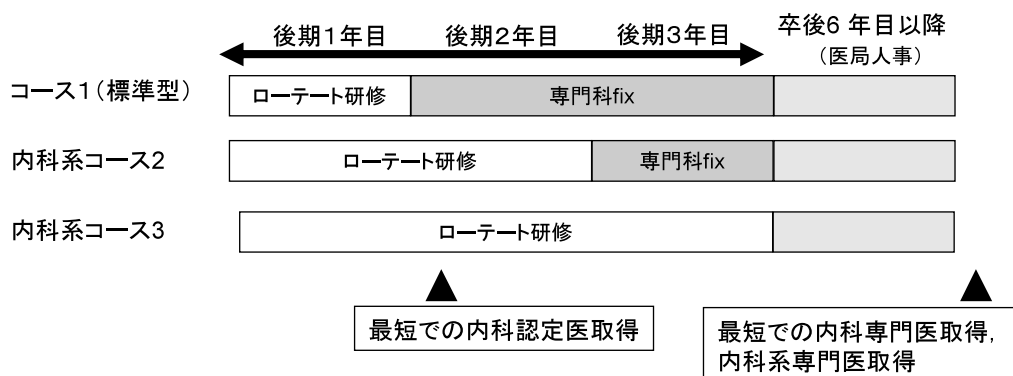 後期1年目 後期2年目 後期3年目 卒後6 年目以降
（医局人事）
コース1（標準型） ローテート研修 専門科fix
内科系コース2 ローテート研修 専門科fix
内科系コース3 ローテート研修
最短での内科認定医取得
最短での内科専門医取得,
内科系専門医取得